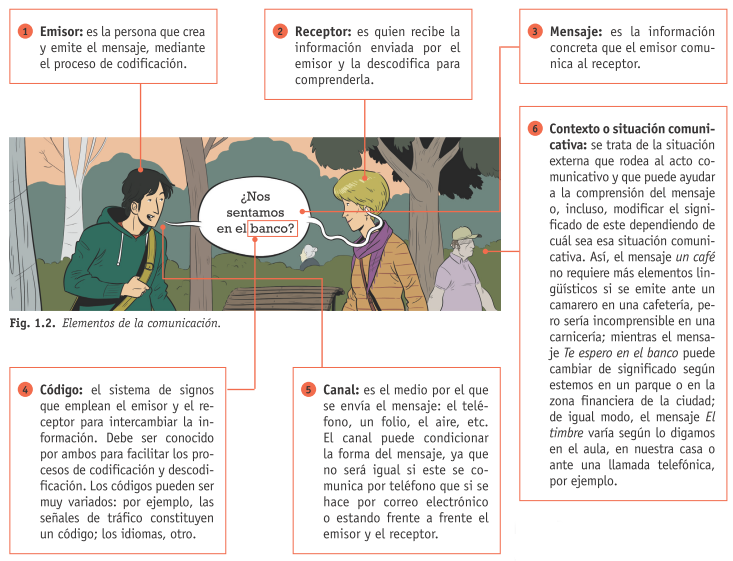 1 Emisor: es la persona que crea
y emite el mensaje, mediante
el proceso de codificación.
2 Receptor: es quien recibe la
información enviada por el
emisor y la descodifica para
comprenderla.
3 Mensaje: es la información
concreta que el emisor comu-
nica al receptor.
¿Nos
sentamos
en el banco?
6 Contexto o situación comuni-
cativa: se trata de la situación
externa que rodea al acto co-
municativo y que puede ayudar
a la comprensión del mensaje
o, incluso, modificar el signi-
ficado de este dependiendo de
cuál sea esa situación comuni-
cativa. Así, el mensaje un café
no requiere más elementos lin-
güísticos si se emite ante un
camarero en una cafetería, pe-
ro sería incomprensible en una
carnicería; mientras el mensa-
je Te espero en el banco puede
cambiar de significado según
estemos en un parque o en la
zona financiera de la ciudad;
de igual modo, el mensaje El
timbre varía según lo digamos
en el aula, en nuestra casa o
ante una llamada telefónica,
por ejemplo.
Fig. 1.2. Elementos de la comunicación.
4 Código: el sistema de signos
que emplean el emisor y el re-
ceptor para intercambiar la in-
formación. Debe ser conocido
por ambos para facilitar los pro-
cesos de codificación y descodi-
ficación. Los códigos pueden ser
muy variados: por ejemplo, las
señales de tráfico constituyen
un código; los idiomas, otro.
5 Canal: es el medio por el que
se envía el mensaje: el telé-
fono, un folio, el aire, etc.
El canal puede condicionar
la forma del mensaje, ya que
no será igual si este se co-
munica por teléfono que si se
hace por correo electrónico
o estando frente a frente el
emisor y el receptor.